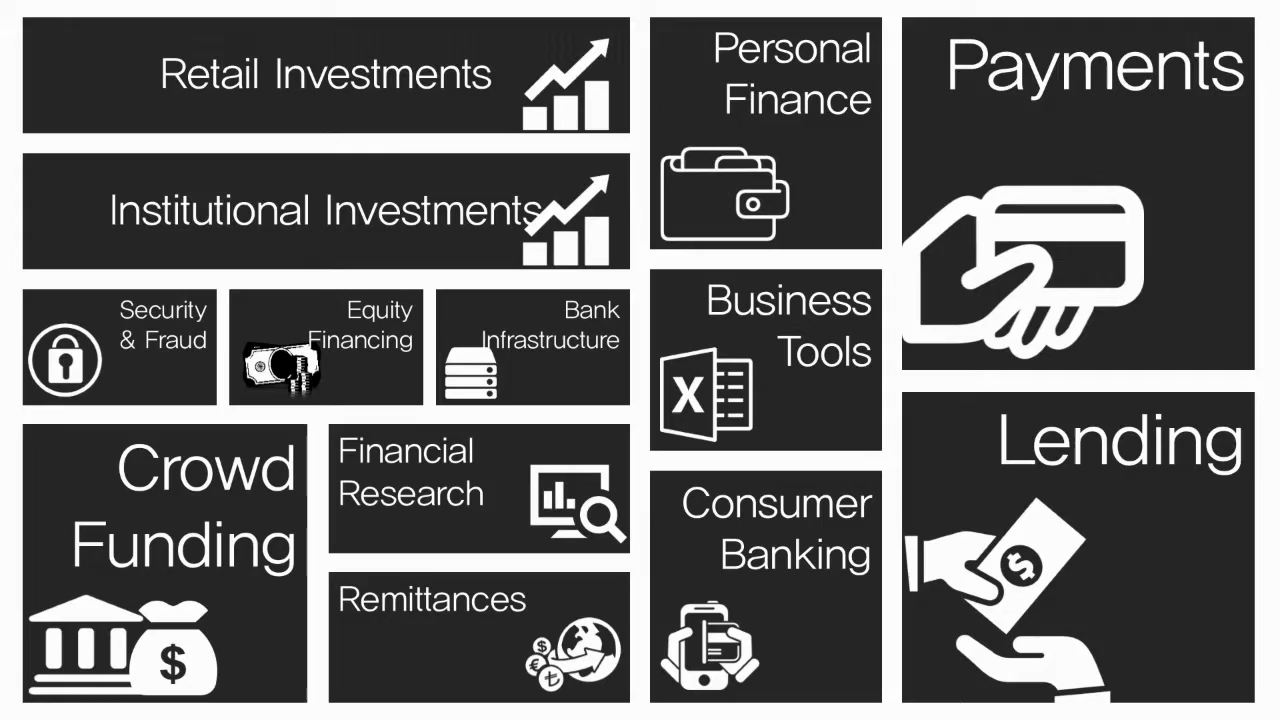 Retail Investments
Institutional Investments
Security
& Fraud
Equity
Financing
Bank
Infrastructure
Crowd
Funding
$
Financial
Research
Remittances
$
€
₺
Personal
Finance
Business
Tools
X
Consumer
Banking
Payments
Lending
$